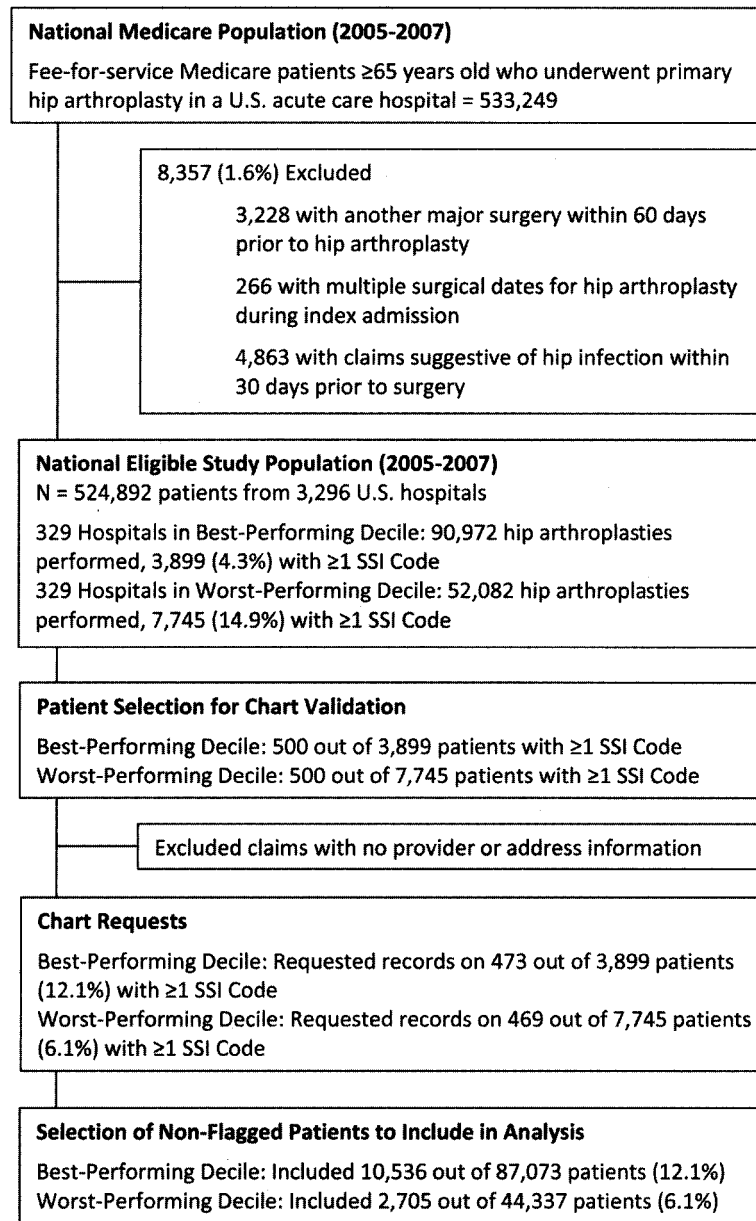 National Medicare Population (2005-2007)
Fee-for-service Medicare patients ≥65 years old who underwent primary
hip arthroplasty in a U.S. acute care hospital = 533,249
8,357 (1.6%) Excluded
3,228 with another major surgery within 60 days
prior to hip arthroplasty
266 with multiple surgical dates for hip arthroplasty
during index admission
4,863 with claims suggestive of hip infection within
30 days prior to surgery
National Eligible Study Population (2005-2007)
N = 524,892 patients from 3,296 U.S. hospitals
329 Hospitals in Best-Performing Decile: 90,972 hip arthroplasties
performed, 3,899 (4.3%) with ≥1 SSI Code
329 Hospitals in Worst-Performing Decile: 52,082 hip arthroplasties
performed, 7,745 (14.9%) with ≥1 SSI Code
Patient Selection for Chart Validation
Best-Performing Decile: 500 out of 3,899 patients with ≥1 SSI Code
Worst-Performing Decile: 500 out of 7,745 patients with ≥1 SSI Code
Excluded claims with no provider or address information
Chart Requests
Best-Performing Decile: Requested records on 473 out of 3,899 patients
(12.1%) with ≥1 SSI Code
Worst-Performing Decile: Requested records on 469 out of 7,745 patients
(6.1%) with ≥1 SSI Code
Selection of Non-Flagged Patients to Include in Analysis
Best-Performing Decile: Included 10,536 out of 87,073 patients (12.1%)
Worst-Performing Decile: Included 2,705 out of 44,337 patients (6.1%)